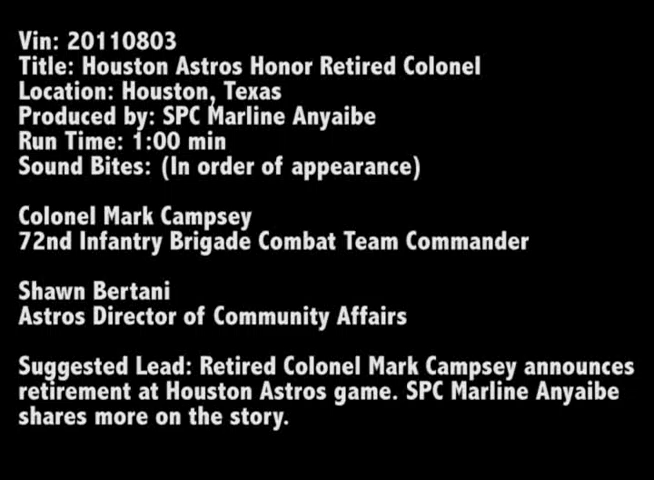 Vin: 20110803
Title: Houston Astros Honor Retired Colonel
Location: Houston, Texas
Produced by: SPC Marline Anyaibe
Run Time: 1:00 min
Sound Bites: (In order of appearance)
Colonel Mark Campsey
72nd Infantry Brigade Combat Team Commander
Shawn Bertani
Astros Director of Community Affairs
Suggested Lead: Retired Colonel Mark Campsey announces
retirement at Houston Astros game. SPC Marline Anyaibe
shares more on the story.